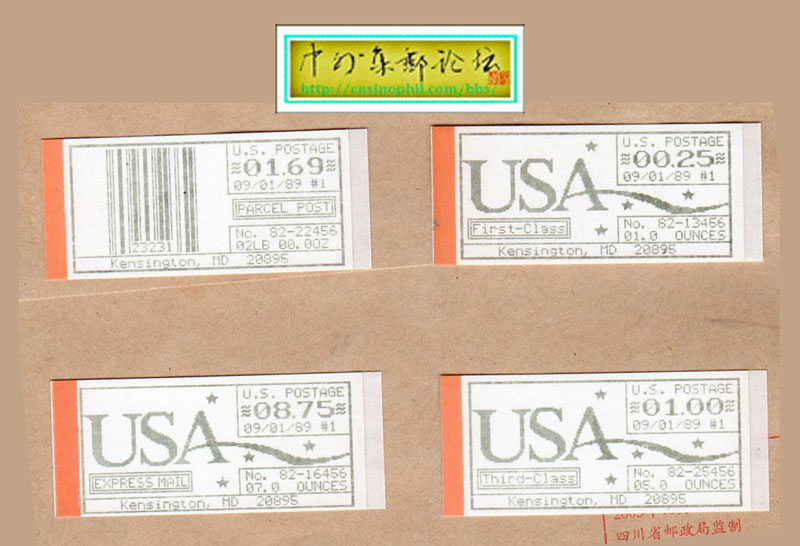 中外集邮论坛
http://cnsinophil.com/bbs/
U.S. POSTAGE
01.69
09/01/89 #1
PARCEL POST
No. 82-22456
02LB 00.0OZ
23231
Kensington, MD 20895
U.S. POSTAGE
USA
00.25
09/01/89 #1
First-Class
No. 82-13456
01.0 OUNCES
Kensington, MD 20895
U.S. POSTAGE
USA
08.75
09/01/89 #1
EXPRESS MAIL
No. 82-16456
07.0 OUNCES
Kensington, MD 20895
U.S. POSTAGE
USA
01.00
09/01/89 #1
Third-Class
No. 82-25456
05.0 OUNCES
Kensington, MD 20895
四川省邮政局监制